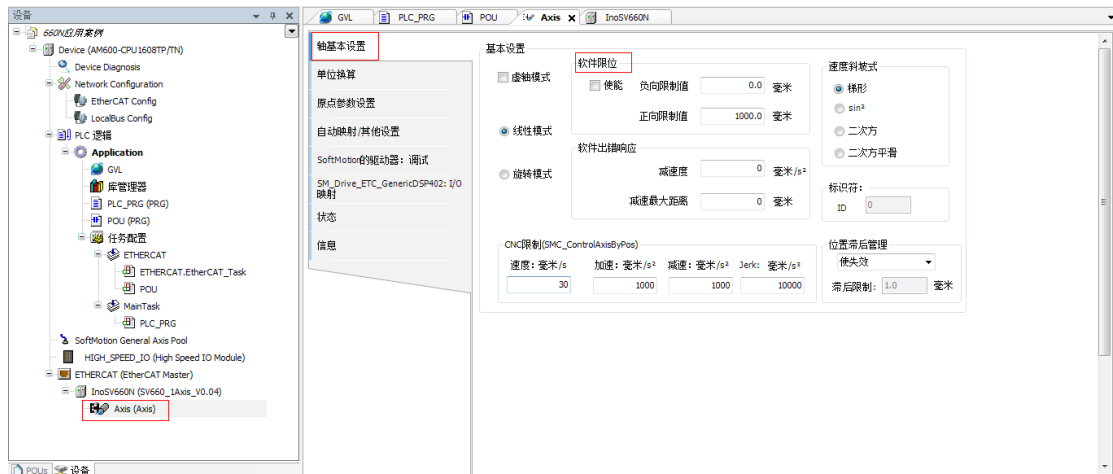 设备
660N应用案例
Device (AM600-CPU1608TP/TN)
Device Diagnosis
Network Configuration
EtherCAT Config
LocalBus Config
PLC 逻辑
Application
GVL
库管理器
PLC_PRG (PRG)
POU (PRG)
任务配置
ETHERCAT
ETHERCAT.EtherCAT_Task
POU
MainTask
PLC_PRG
SoftMotion General Axis Pool
HIGH_SPEED_IO (High Speed IO Module)
ETHERCAT (EtherCAT Master)
InoSV660N (SV660_1Axis_V0.04)
Axis (Axis)
POUs 设备
GVL PLC_PRG POU Axis InoSV660N
轴基本设置
单位换算
原点参数设置
自动映射/其他设置
SoftMotion的驱动器：调试
SM_Drive_ETC_GenericDSP402: I/O
映射
状态
信息
基本设置
虚轴模式
线性模式
旋转模式
软件限位
使能 负向限制值 0.0 毫米
正向限制值 1000.0 毫米
软件出错响应
减速度 0 毫米/s²
减速最大距离 0 毫米
速度斜坡式
梯形
sin²
二次方
二次方平滑
标识符：
ID 0
CNC限制(SMC_ControlAxisByPos)
速度：毫米/s 加速：毫米/s² 减速：毫米/s² Jerk: 毫米/s³
30 1000 1000 10000
位置滞后管理
使失效
滞后限制： 1.0 毫米